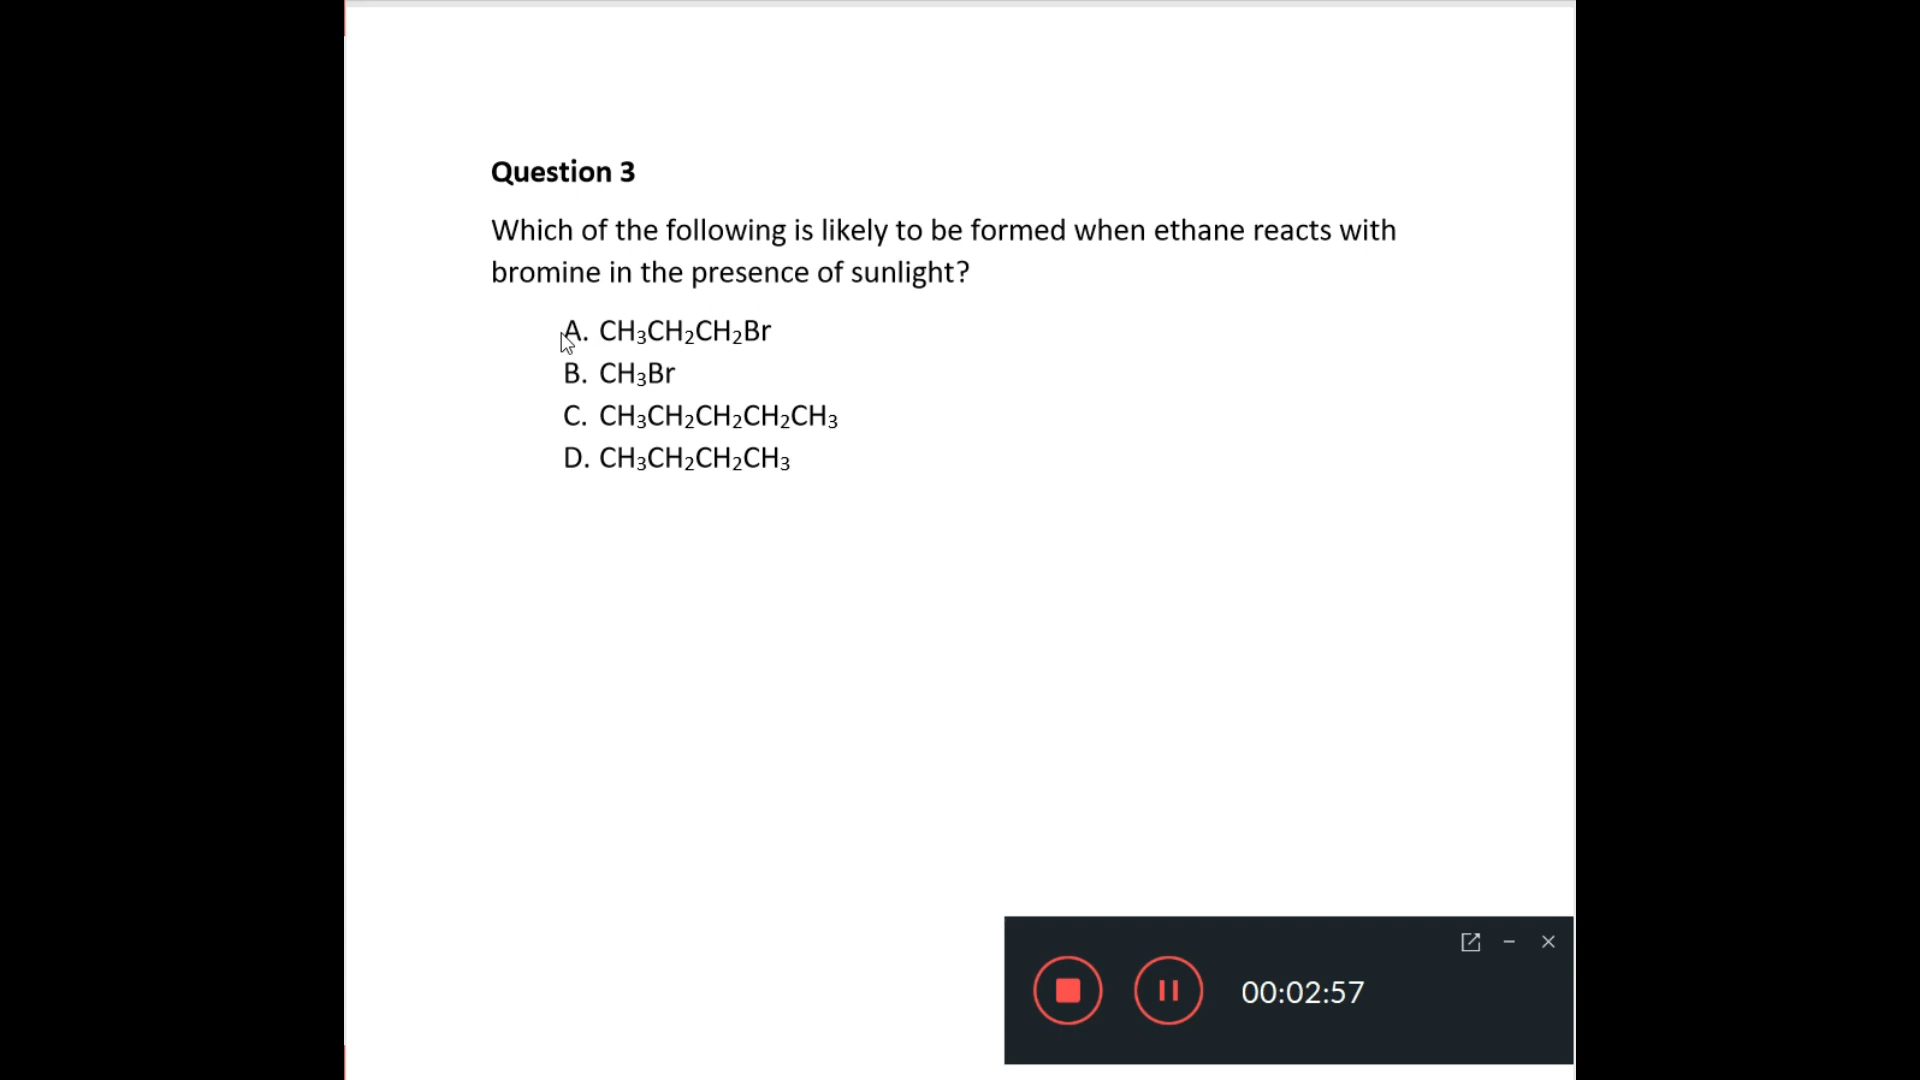 Question 3
Which of the following is likely to be formed when ethane reacts with
bromine in the presence of sunlight?
A. CH₃CH₂CH₂Br
B. CH₃Br
C. CH₃CH₂CH₂CH₂CH₃
D. CH₃CH₂CH₂CH₃
00:02:57